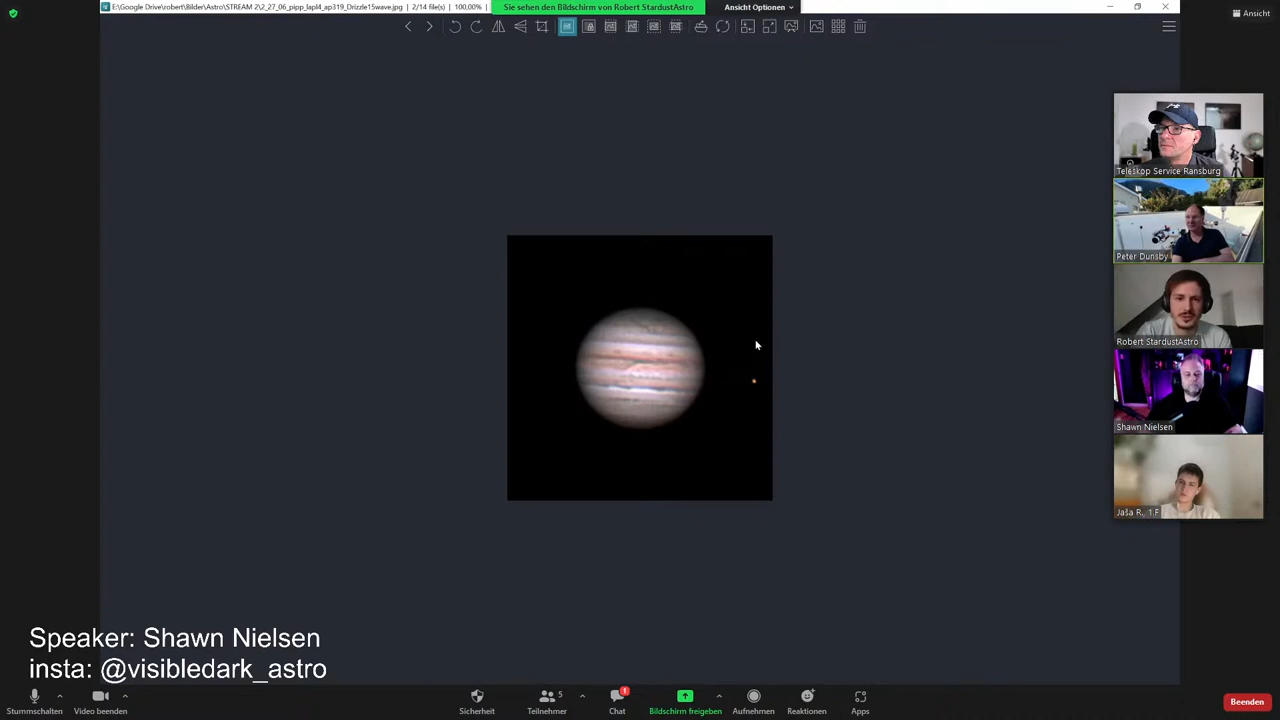 E:\Google Drive\robert\Bilder\Astro\STREAM 2\2_27_06_pipp_lapl4_ap319_Drizzle15wave.jpg | 2/14 file(s) | 100,00%
Sie sehen den Bildschirm von Robert StardustAstro
Ansicht Optionen
Ansicht
Teleskop Service Ransburg
Peter Dunsby
Robert StardustAstro
Shawn Nielsen
Jaša R., 1.F
Speaker: Shawn Nielsen
insta: @visibledark_astro
5
1
Stummschalten
Video beenden
Sicherheit
Teilnehmer
Chat
Bildschirm freigeben
Aufnehmen
Reaktionen
Apps
Beenden